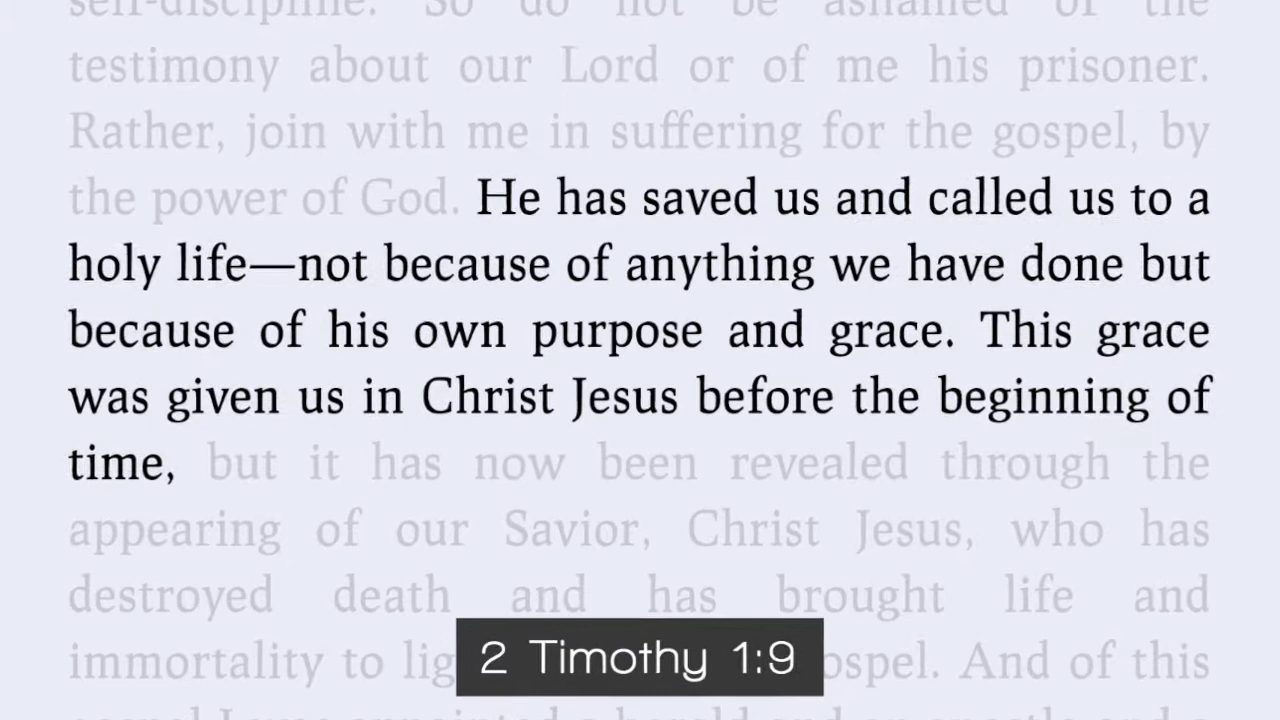 self-discipline. So do not be ashamed of the
testimony about our Lord or of me his prisoner.
Rather, join with me in suffering for the gospel, by
the power of God. He has saved us and called us to a
holy life—not because of anything we have done but
because of his own purpose and grace. This grace
was given us in Christ Jesus before the beginning of
time, but it has now been revealed through the
appearing of our Savior, Christ Jesus, who has
destroyed death and has brought life and
immortality to lig ospel. And of this
2 Timothy 1:9